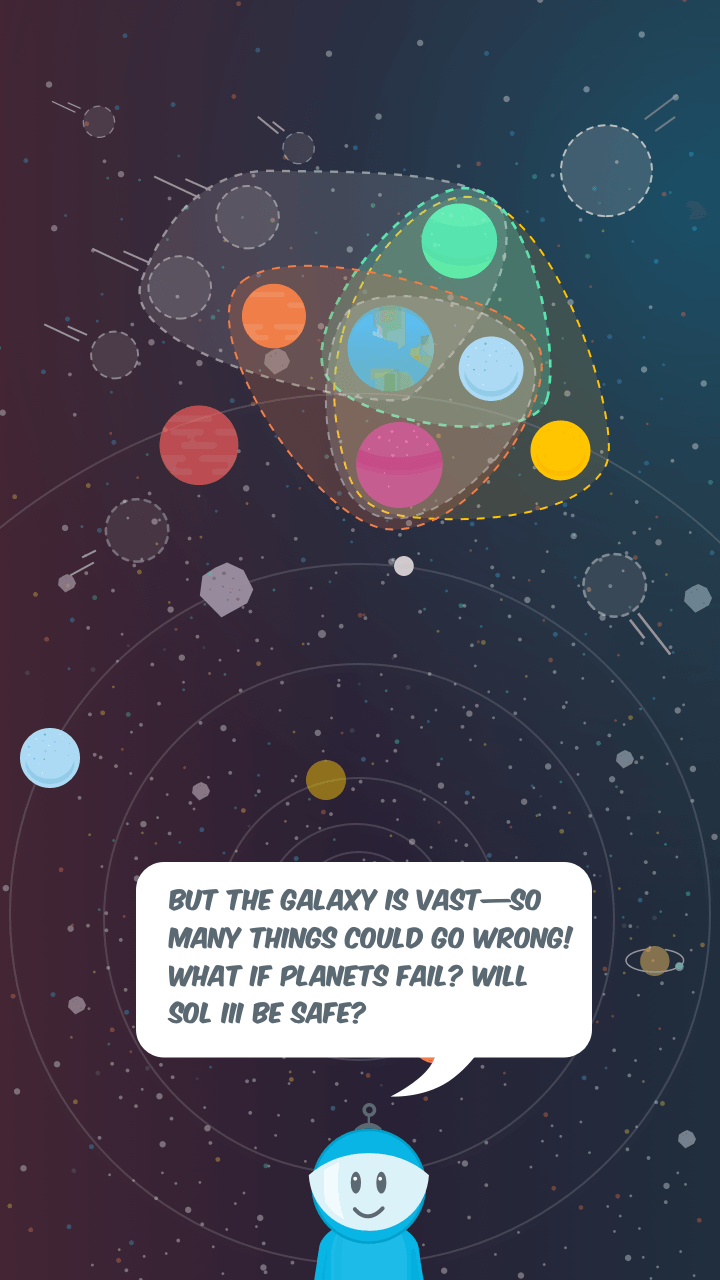 BUT THE GALAXY IS VAST—SO
MANY THINGS COULD GO WRONG!
WHAT IF PLANETS FAIL? WILL
SOL III BE SAFE?